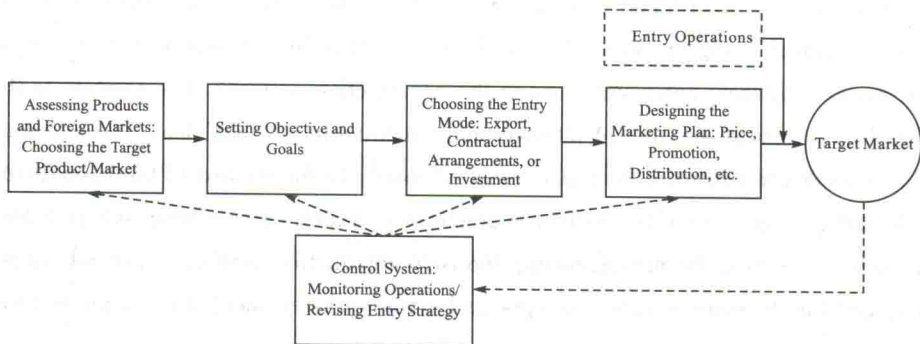 Entry Operations
Assessing Products
and Foreign Markets:
Choosing the Target
Product/Market
Setting Objective and
Goals
Choosing the Entry
Mode: Export,
Contractual
Arrangements, or
Investment
Designing the
Marketing Plan: Price,
Promotion,
Distribution, etc.
Target Market
Control System:
Monitoring Operations/
Revising Entry Strategy